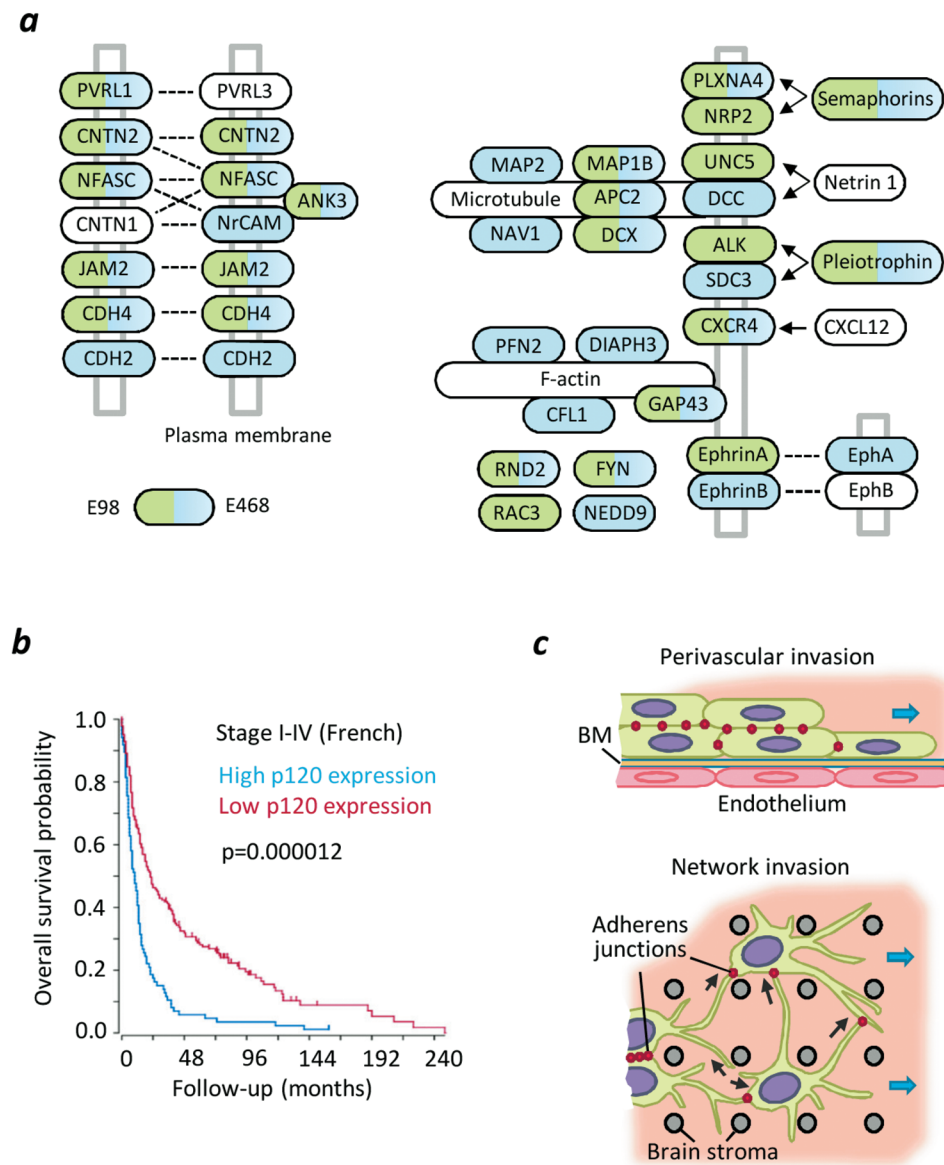 a
PVRL1
PVRL3
CNTN2
CNTN2
NFASC
NFASC
ANK3
CNTN1
NrCAM
JAM2
JAM2
CDH4
CDH4
CDH2
CDH2
Plasma membrane
E98
E468
PLXNA4
Semaphorins
NRP2
MAP2
MAP1B
UNC5
Netrin 1
Microtubule
APC2
DCC
NAV1
DCX
ALK
Pleiotrophin
SDC3
CXCR4
CXCL12
PFN2
DIAPH3
F-actin
CFL1
GAP43
RND2
FYN
EphrinA
EphA
RAC3
NEDD9
EphrinB
EphB
b
Overall survival probability
1.0
0.8
0.6
0.4
0.2
0.0
Stage I-IV (French)
High p120 expression
Low p120 expression
p=0.000012
0 48 96 144 192 240
Follow-up (months)
c
Perivascular invasion
BM
Endothelium
Network invasion
Adherens
junctions
Brain stroma